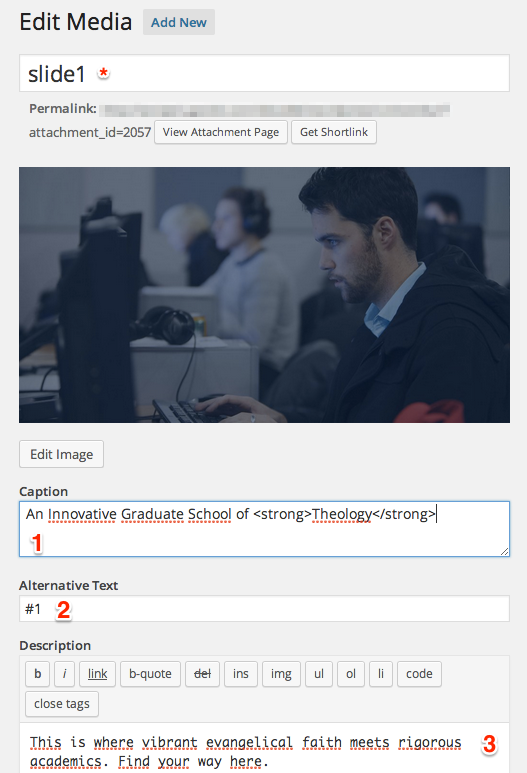 Edit Media Add New
slide1 *
Permalink:
attachment_id=2057 View Attachment Page Get Shortlink
Edit Image
Caption
An Innovative Graduate School of <strong>Theology</strong>
1
Alternative Text
#1 2
Description
b i link b-quote del ins img ul ol li code
close tags
This is where vibrant evangelical faith meets rigorous 3
academics. Find your way here.